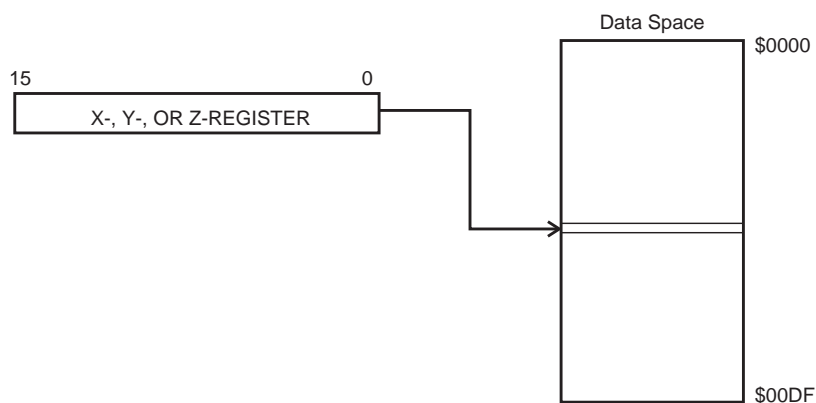 Data Space
$0000
15 0
X-, Y-, OR Z-REGISTER
$00DF